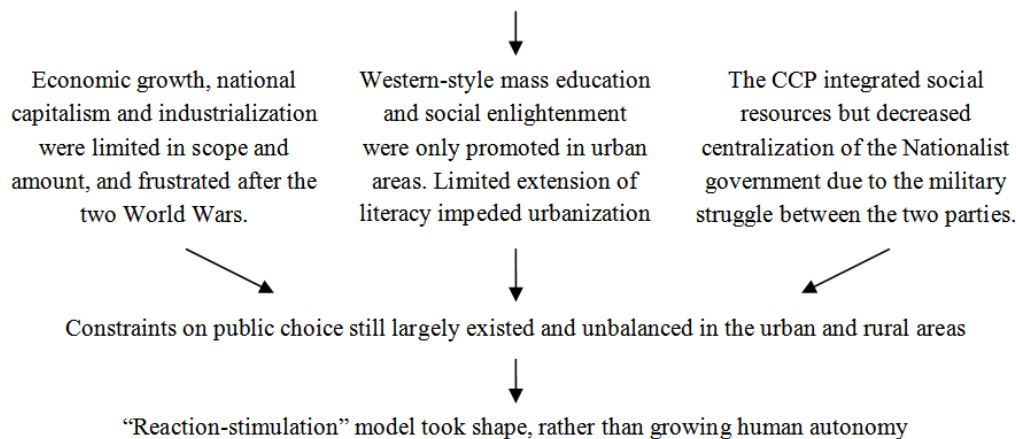 Economic growth, national
capitalism and industrialization
were limited in scope and
amount, and frustrated after the
two World Wars.
Western-style mass education
and social enlightenment
were only promoted in urban
areas. Limited extension of
literacy impeded urbanization
The CCP integrated social
resources but decreased
centralization of the Nationalist
government due to the military
struggle between the two parties.
Constraints on public choice still largely existed and unbalanced in the urban and rural areas
“Reaction-stimulation” model took shape, rather than growing human autonomy